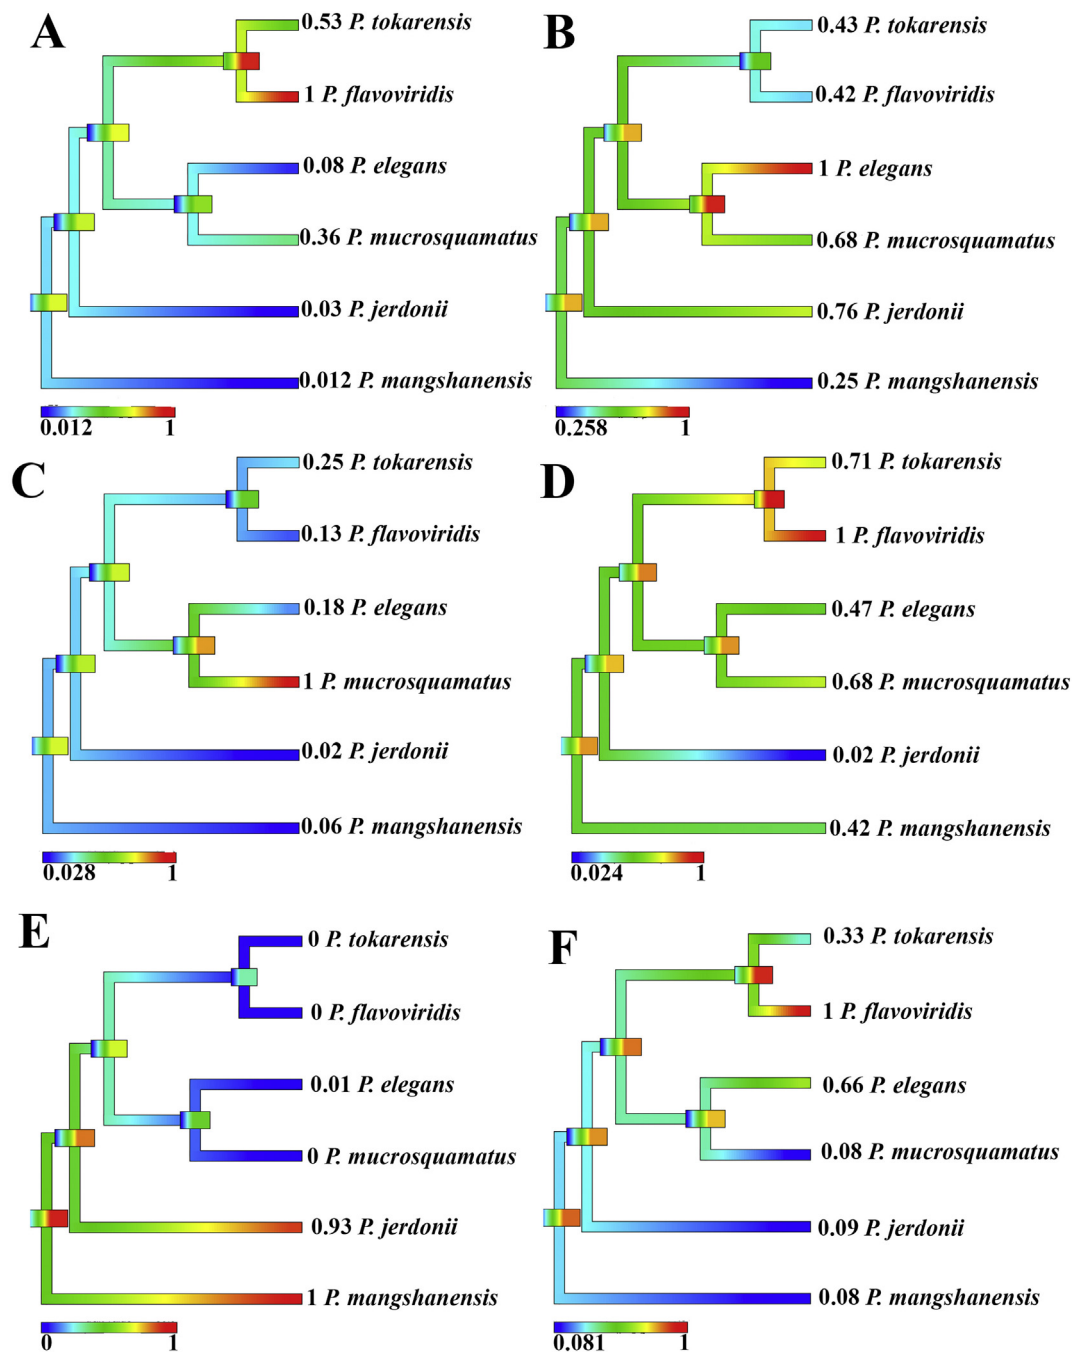 A
0.53 P. tokarensis
1 P. flavoviridis
0.08 P. elegans
0.36 P. mucrosquamatus
0.03 P. jerdonii
0.012 P. mangshanensis
0.012 1
B
0.43 P. tokarensis
0.42 P. flavoviridis
1 P. elegans
0.68 P. mucrosquamatus
0.76 P. jerdonii
0.25 P. mangshanensis
0.258 1
C
0.25 P. tokarensis
0.13 P. flavoviridis
0.18 P. elegans
1 P. mucrosquamatus
0.02 P. jerdonii
0.06 P. mangshanensis
0.028 1
D
0.71 P. tokarensis
1 P. flavoviridis
0.47 P. elegans
0.68 P. mucrosquamatus
0.02 P. jerdonii
0.42 P. mangshanensis
0.024 1
E
0 P. tokarensis
0 P. flavoviridis
0.01 P. elegans
0 P. mucrosquamatus
0.93 P. jerdonii
1 P. mangshanensis
0 1
F
0.33 P. tokarensis
1 P. flavoviridis
0.66 P. elegans
0.08 P. mucrosquamatus
0.09 P. jerdonii
0.08 P. mangshanensis
0.081 1